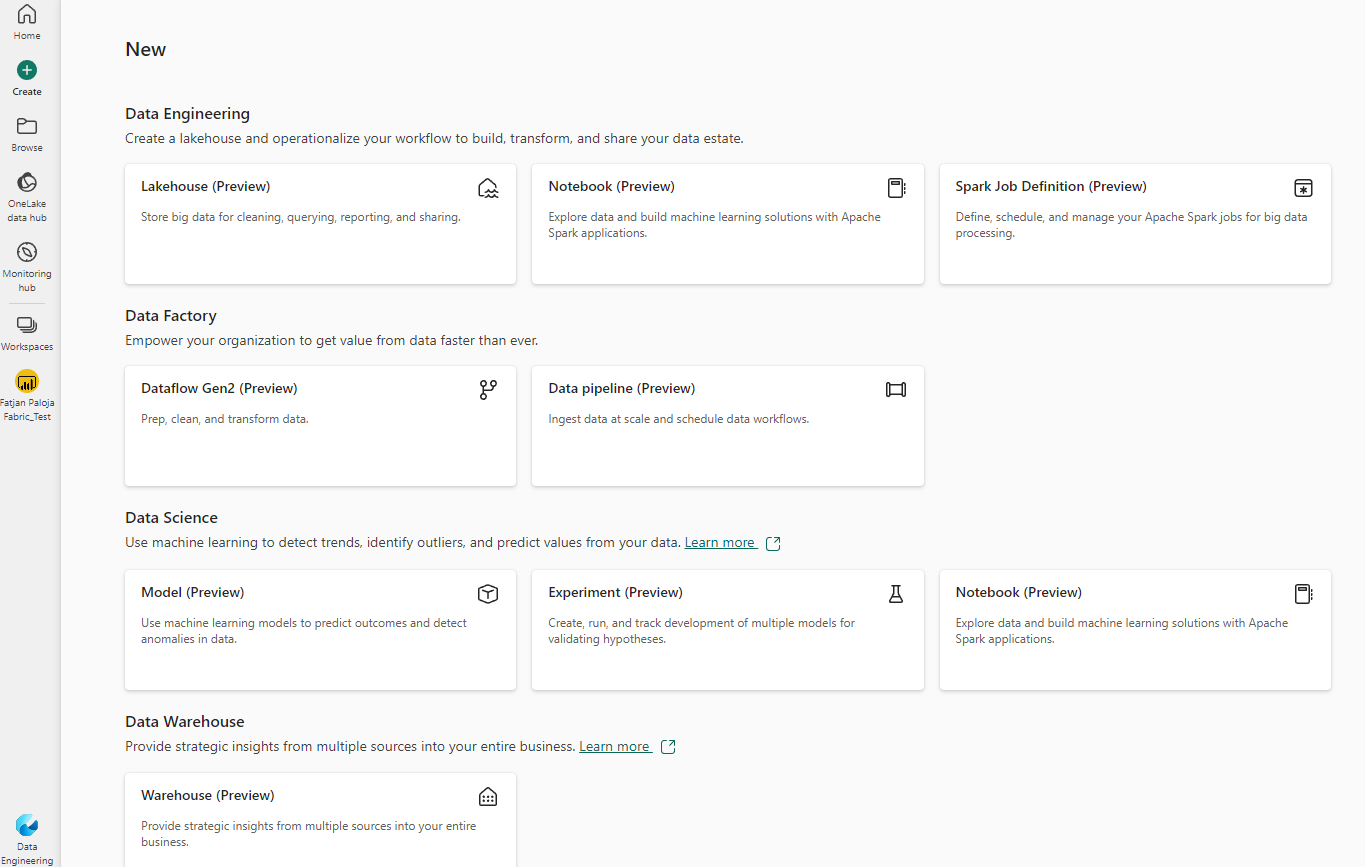 Home
Create
Browse
OneLake
data hub
Monitoring
hub
Workspaces
Fatjan Paloja
Fabric_Test
Data
Engineering
New
Data Engineering
Create a lakehouse and operationalize your workflow to build, transform, and share your data estate.
Lakehouse (Preview)
Store big data for cleaning, querying, reporting, and sharing.
Notebook (Preview)
Explore data and build machine learning solutions with Apache
Spark applications.
Spark Job Definition (Preview)
Define, schedule, and manage your Apache Spark jobs for big data
processing.
Data Factory
Empower your organization to get value from data faster than ever.
Dataflow Gen2 (Preview)
Prep, clean, and transform data.
Data pipeline (Preview)
Ingest data at scale and schedule data workflows.
Data Science
Use machine learning to detect trends, identify outliers, and predict values from your data. Learn more
Model (Preview)
Use machine learning models to predict outcomes and detect
anomalies in data.
Experiment (Preview)
Create, run, and track development of multiple models for
validating hypotheses.
Notebook (Preview)
Explore data and build machine learning solutions with Apache
Spark applications.
Data Warehouse
Provide strategic insights from multiple sources into your entire business. Learn more
Warehouse (Preview)
Provide strategic insights from multiple sources into your entire
business.